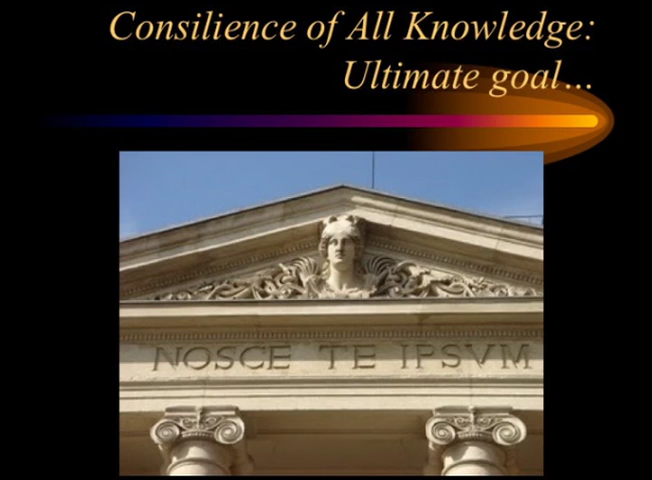 Consilience of All Knowledge:
Ultimate goal…
NOSCE TE IPSVM